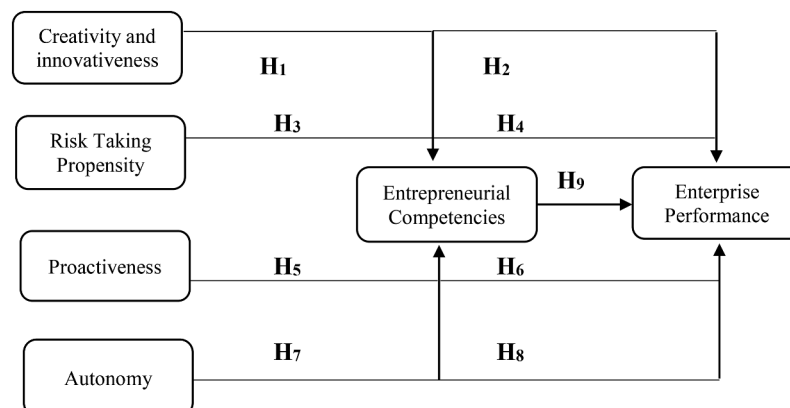 Creativity and
innovativeness
H1
H2
H3
H4
Risk Taking
Propensity
H9
Entrepreneurial
Competencies
Enterprise
Performance
Proactiveness
H5
H6
H7
H8
Autonomy